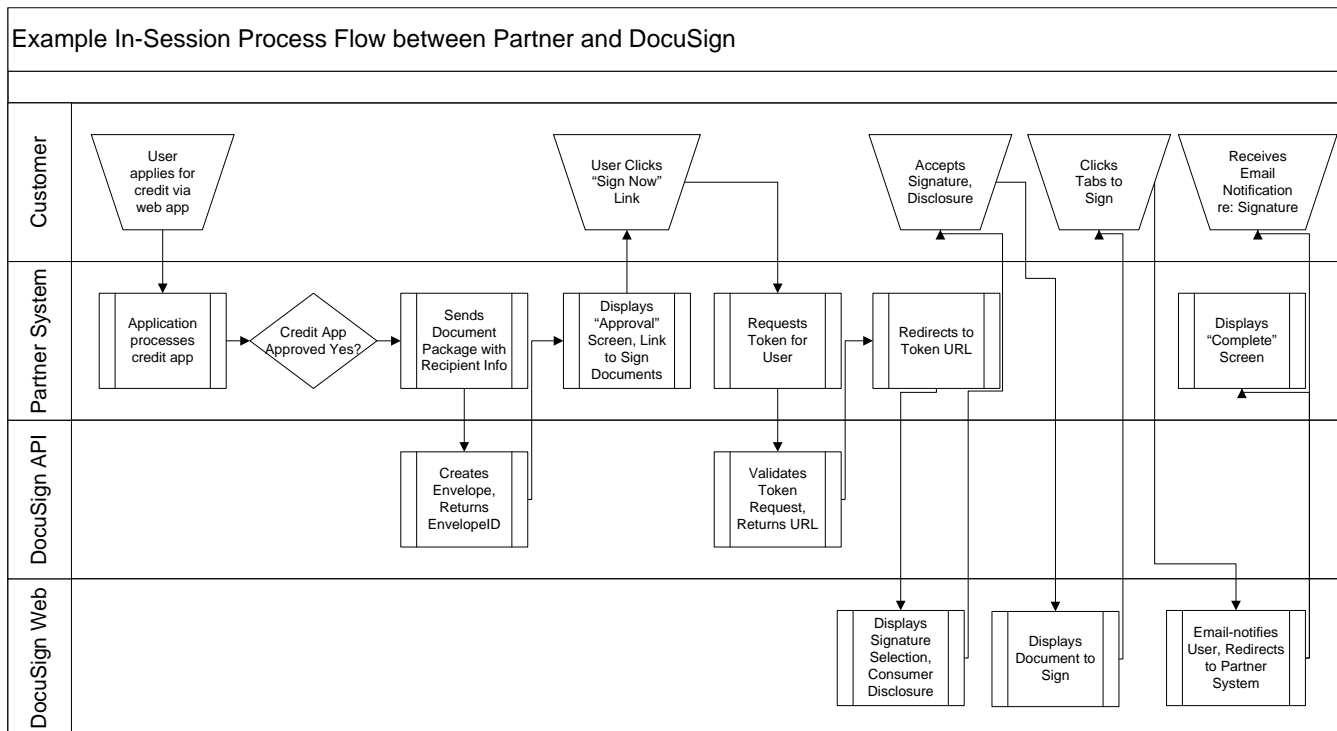 Example In-Session Process Flow between Partner and DocuSign
Customer
User
applies for
credit via
web app
User Clicks
“Sign Now”
Link
Accepts
Signature,
Disclosure
Clicks
Tabs to
Sign
Receives
Email
Notification
re: Signature
Partner System
Application
processes
credit app
Credit App
Approved Yes?
Sends
Document
Package with
Recipient Info
Displays
“Approval”
Screen, Link
to Sign
Documents
Requests
Token for
User
Redirects to
Token URL
Displays
“Complete”
Screen
DocuSign API
Creates
Envelope,
Returns
EnvelopeID
Validates
Token
Request,
Returns URL
DocuSign Web
Displays
Signature
Selection,
Consumer
Disclosure
Displays
Document to
Sign
Email-notifies
User, Redirects
to Partner
System